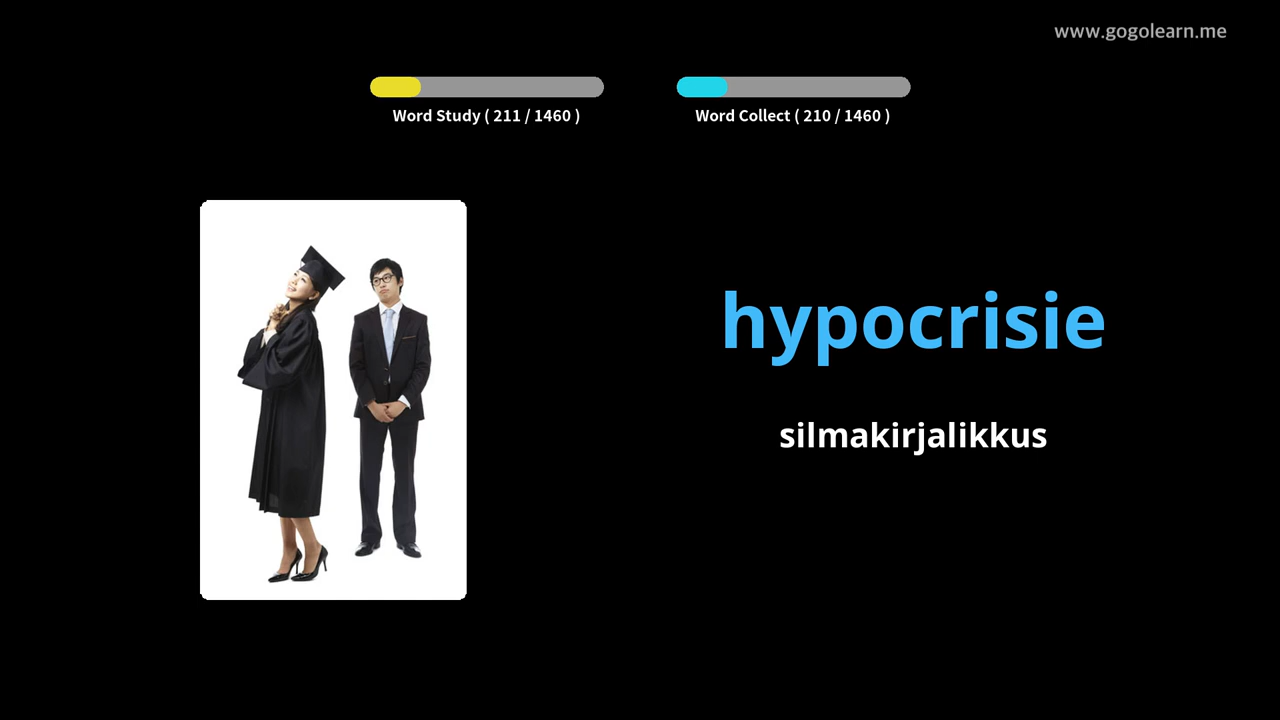 www.gogolearn.me
Word Study ( 211 / 1460 )
Word Collect ( 210 / 1460 )
hypocrisie
silmakirjalikkus